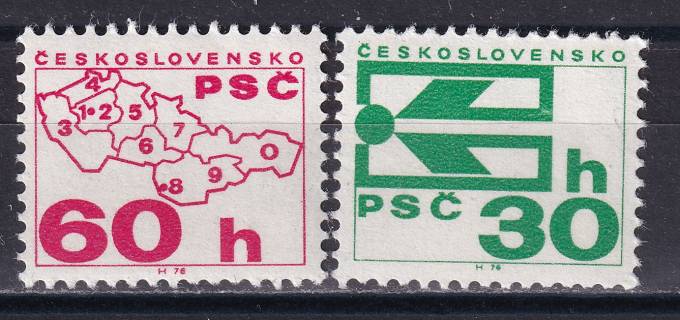 ČESKOSLOVENSKO
PSČ
4
1 2 5
3 7
6 0
8 9
60 h
H 76
ČESKOSLOVENSKO
h
PSČ 30
H 76